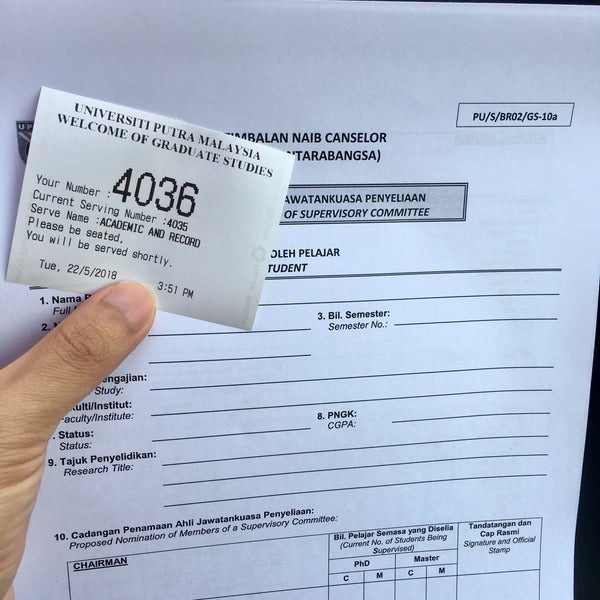 UNIVERSITI PUTRA MALAYSIA
WELCOME OF GRADUATE STUDIES
Your Number : 4036
Current Serving Number :4035
Serve Name :ACADEMIC AND RECORD
Please be seated,
You will be served shortly.
Tue, 22/5/2018 3:51 PM
PU/S/BR02/GS-10a
TIMBALAN NAIB CANSELOR
JAWATANKUASA PENYELIAAN
OF SUPERVISORY COMMITTEE
OLEH PELAJAR
1. Nama
3. Bil. Semester:
Semester No.:
Study:
Faculty/Institute:
8. PNGK:
CGPA:
Status:
Status:
9. Tajuk Penyelidikan:
Research Title:
10. Cadangan Penamaan Ahli Jawatankuasa Penyeliaan:
Proposed Nomination of Members of a Supervisory Committee:
CHAIRMAN
Bil. Pelajar Semasa yang Diselia
(Current No. of Students Being
Supervised)
PhD Master
C M C M
Tandatangan dan
Cap Rasmi
Signature and Official
Stamp